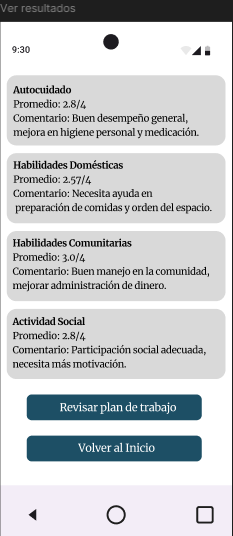 Ver resultados
9:30
Autocuidado
Promedio: 2.8/4
Comentario: Buen desempeño general,
mejora en higiene personal y medicación.
Habilidades Domésticas
Promedio: 2.57/4
Comentario: Necesita ayuda en
preparación de comidas y orden del espacio.
Habilidades Comunitarias
Promedio: 3.0/4
Comentario: Buen manejo en la comunidad,
mejorar administración de dinero.
Actividad Social
Promedio: 2.8/4
Comentario: Participación social adecuada,
necesita más motivación.
Revisar plan de trabajo
Volver al Inicio